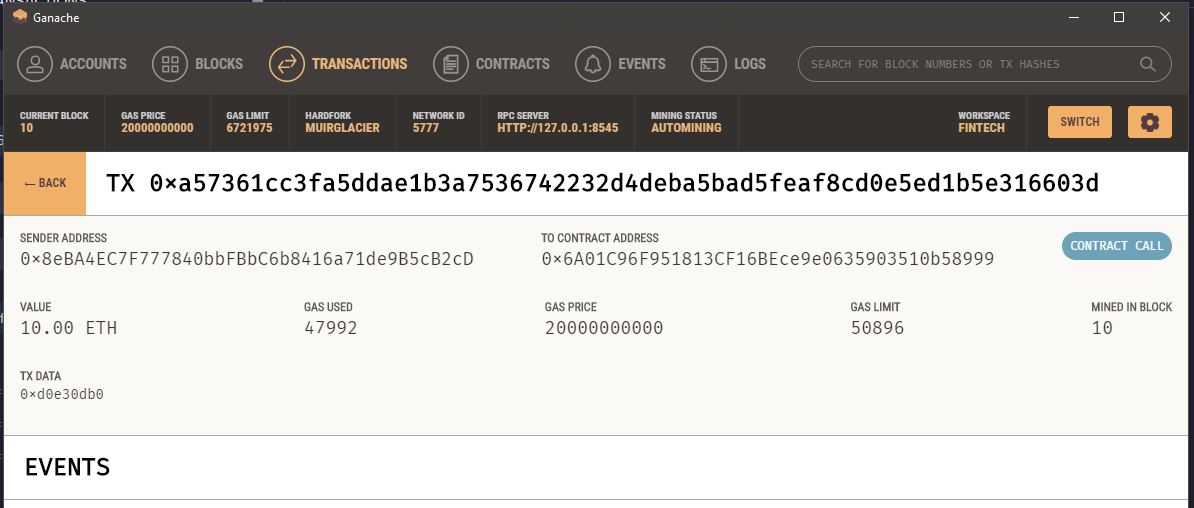 Ganache
ACCOUNTS BLOCKS TRANSACTIONS CONTRACTS EVENTS LOGS SEARCH FOR BLOCK NUMBERS OR TX HASHES
CURRENT BLOCK GAS PRICE GAS LIMIT HARDFORK NETWORK ID RPC SERVER MINING STATUS WORKSPACE
10 20000000000 6721975 MUIRGLACIER 5777 HTTP://127.0.0.1:8545 AUTOMINING FINTECH SWITCH
← BACK TX 0×a57361cc3fa5ddae1b3a7536742232d4deba5bad5feaf8cd0e5ed1b5e316603d
SENDER ADDRESS TO CONTRACT ADDRESS
0×8eBA4EC7F777840bbFBbC6b8416a71de9B5cB2cD 0×6A01C96F951813CF16BEce9e0635903510b58999 CONTRACT CALL
VALUE GAS USED GAS PRICE GAS LIMIT MINED IN BLOCK
10.00 ETH 47992 20000000000 50896 10
TX DATA
0×d0e30db0
EVENTS